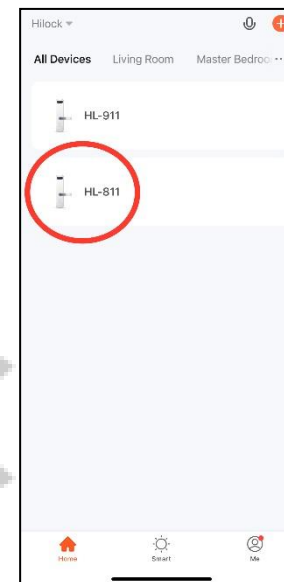 Hilock
All Devices Living Room Master Bedroo
HL-911
HL-811
Home Smart Me